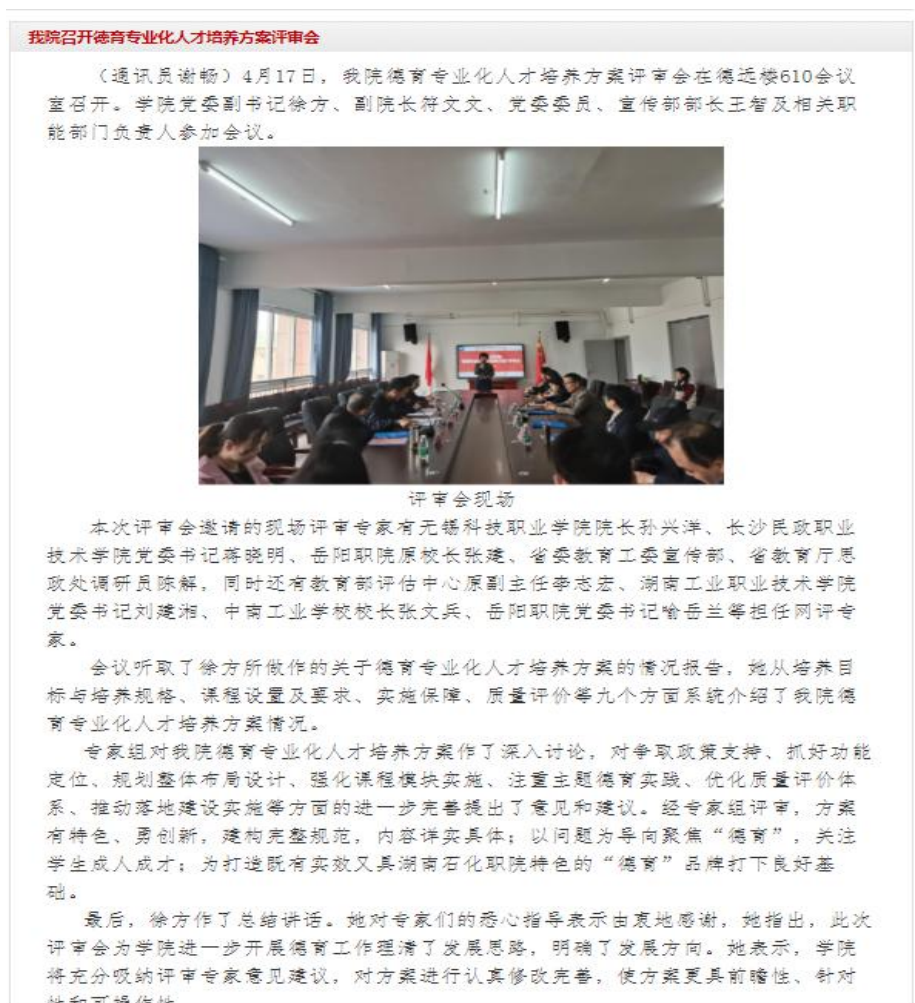 我院召开德育专业化人才培养方案评审会
（通讯员谢畅）4月17日，我院德育专业化人才培养方案评审会在德远楼610会议
室召开。学院党委副书记徐方、副院长符文文、党委委员、宣传部部长王智及相关职
能部门负责人参加会议。
评审会现场
本次评审会邀请的现场评审专家有无锡科技职业学院院长孙兴洋、长沙民政职业
技术学院党委书记蒋晓明、岳阳职院原校长张建、省委教育工委宣传部、省教育厅思
政处调研员陈解，同时还有教育部评估中心原副主任李志宏、湖南工业职业技术学院
党委书记刘建湘、中南工业学校校长张文兵、岳阳职院党委书记喻岳兰等担任网评专
家。
会议听取了徐方所做作的关于德育专业化人才培养方案的情况报告，她从培养目
标与培养规格、课程设置及要求、实施保障、质量评价等九个方面系统介绍了我院德
育专业化人才培养方案情况。
专家组对我院德育专业化人才培养方案作了深入讨论，对争取政策支持、抓好功能
定位、规划整体布局设计、强化课程模块实施、注重主题德育实践、优化质量评价体
系、推动落地建设实施等方面的进一步完善提出了意见和建议。经专家组评审，方案
有特色、勇创新，建构完整规范，内容详实具体；以问题为导向聚焦“德育”，关注
学生成人成才；为打造既有实效又具湖南石化职院特色的“德育”品牌打下良好基
础。
最后，徐方作了总结讲话。她对专家们的悉心指导表示由衷地感谢，她指出，此次
评审会为学院进一步开展德育工作理清了发展思路，明确了发展方向。她表示，学院
将充分吸纳评审专家意见建议，对方案进行认真修改完善，使方案更具前瞻性、针对